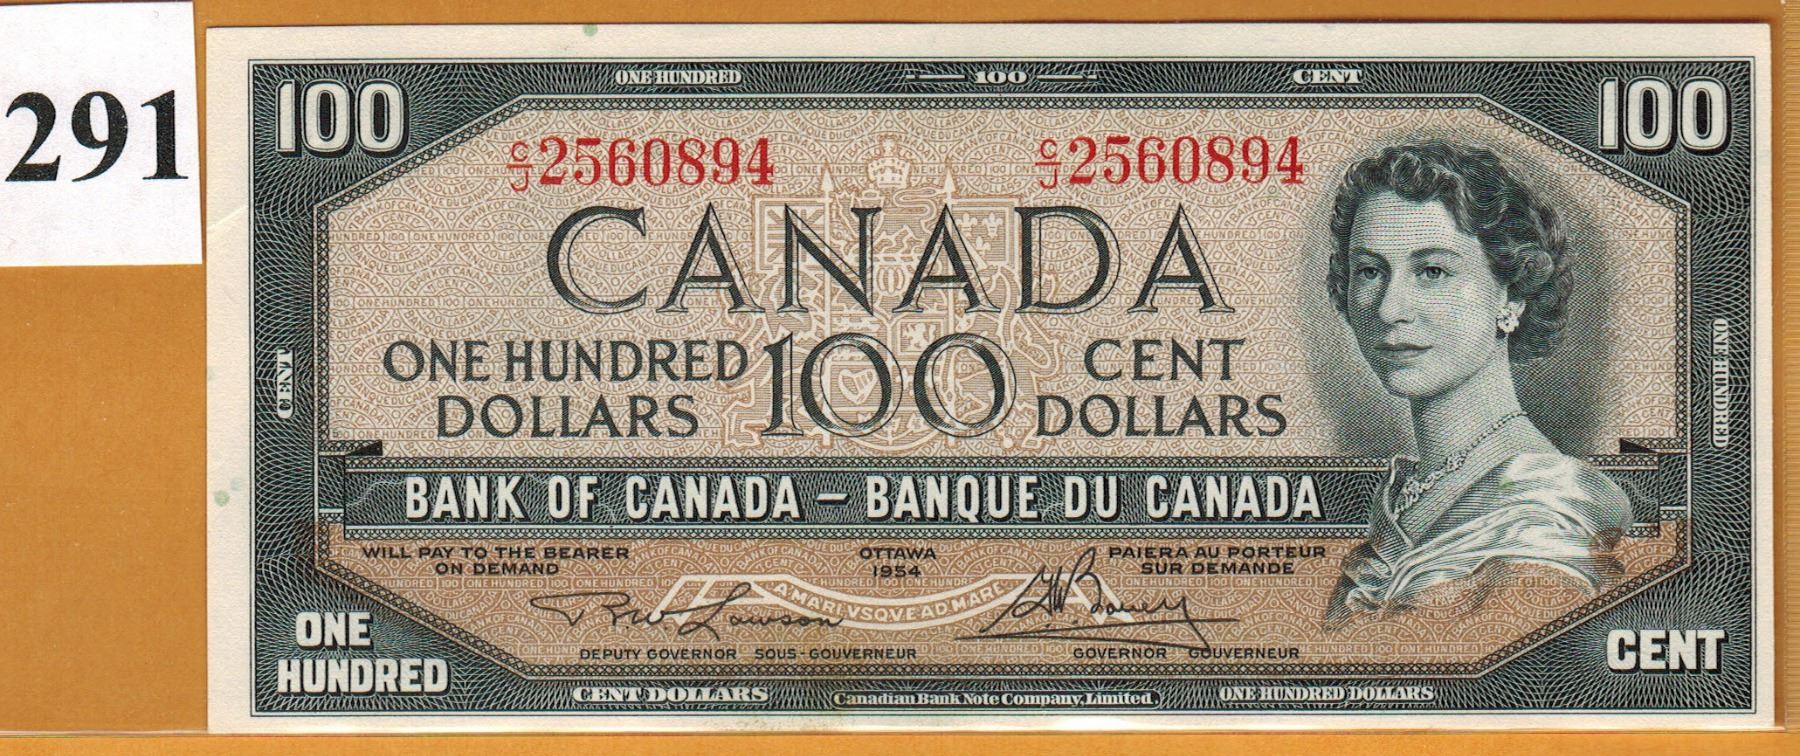 291
ONE HUNDRED 100 CENT
100 100
C/J 2560894 C/J 2560894
CANADA
ONE HUNDRED DOLLARS 100 CENT DOLLARS
CENT
ONE HUNDRED
BANK OF CANADA – BANQUE DU CANADA
WILL PAY TO THE BEARER ON DEMAND
OTTAWA 1954
PAIERA AU PORTEUR SUR DEMANDE
A·MARI VSQVE AD MARE
R.W. Lawson
DEPUTY GOVERNOR SOUS-GOUVERNEUR
GOVERNOR GOUVERNEUR
ONE HUNDRED
CENT
CENT DOLLARS
Canadian Bank Note Company, Limited.
ONE HUNDRED DOLLARS